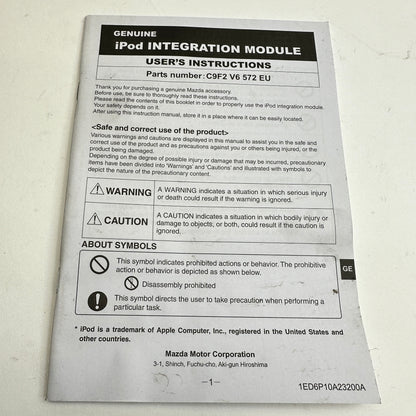 GENUINE
iPod INTEGRATION MODULE
USER'S INSTRUCTIONS
Parts number: C9F2 V6 572 EU
Thank you for purchasing a genuine Mazda accessory.
Before use, be sure to thoroughly read these instructions.
Please read the contents of this booklet in order to properly use the iPod integration module.
Your safety depends on it.
After using this instruction manual, store it in a place where it can be easily located.
<Safe and correct use of the product>
Various warnings and cautions are displayed in this manual to assist you in the safe and
correct use of the product and as precautions against you or others being injured, or the
product being damaged.
Depending on the degree of possible injury or damage that may be incurred, precautionary
items have been divided into 'Warnings' and 'Cautions' and illustrated with symbols to
depict the nature of the precautionary content.
WARNING
A WARNING indicates a situation in which serious injury
or death could result if the warning is ignored.
CAUTION
A CAUTION indicates a situation in which bodily injury or
damage to objects; or both, could result if the caution is
ignored.
ABOUT SYMBOLS
This symbol indicates prohibited actions or behavior. The prohibitive
action or behavior is depicted as shown below.
Disassembly prohibited
This symbol directs the user to take precaution when performing a
particular task.
GE
* iPod is a trademark of Apple Computer, Inc., registered in the United States and
other countries.
Mazda Motor Corporation
3-1, Shinch, Fuchu-cho, Aki-gun Hiroshima
–1–
1ED6P10A23200A